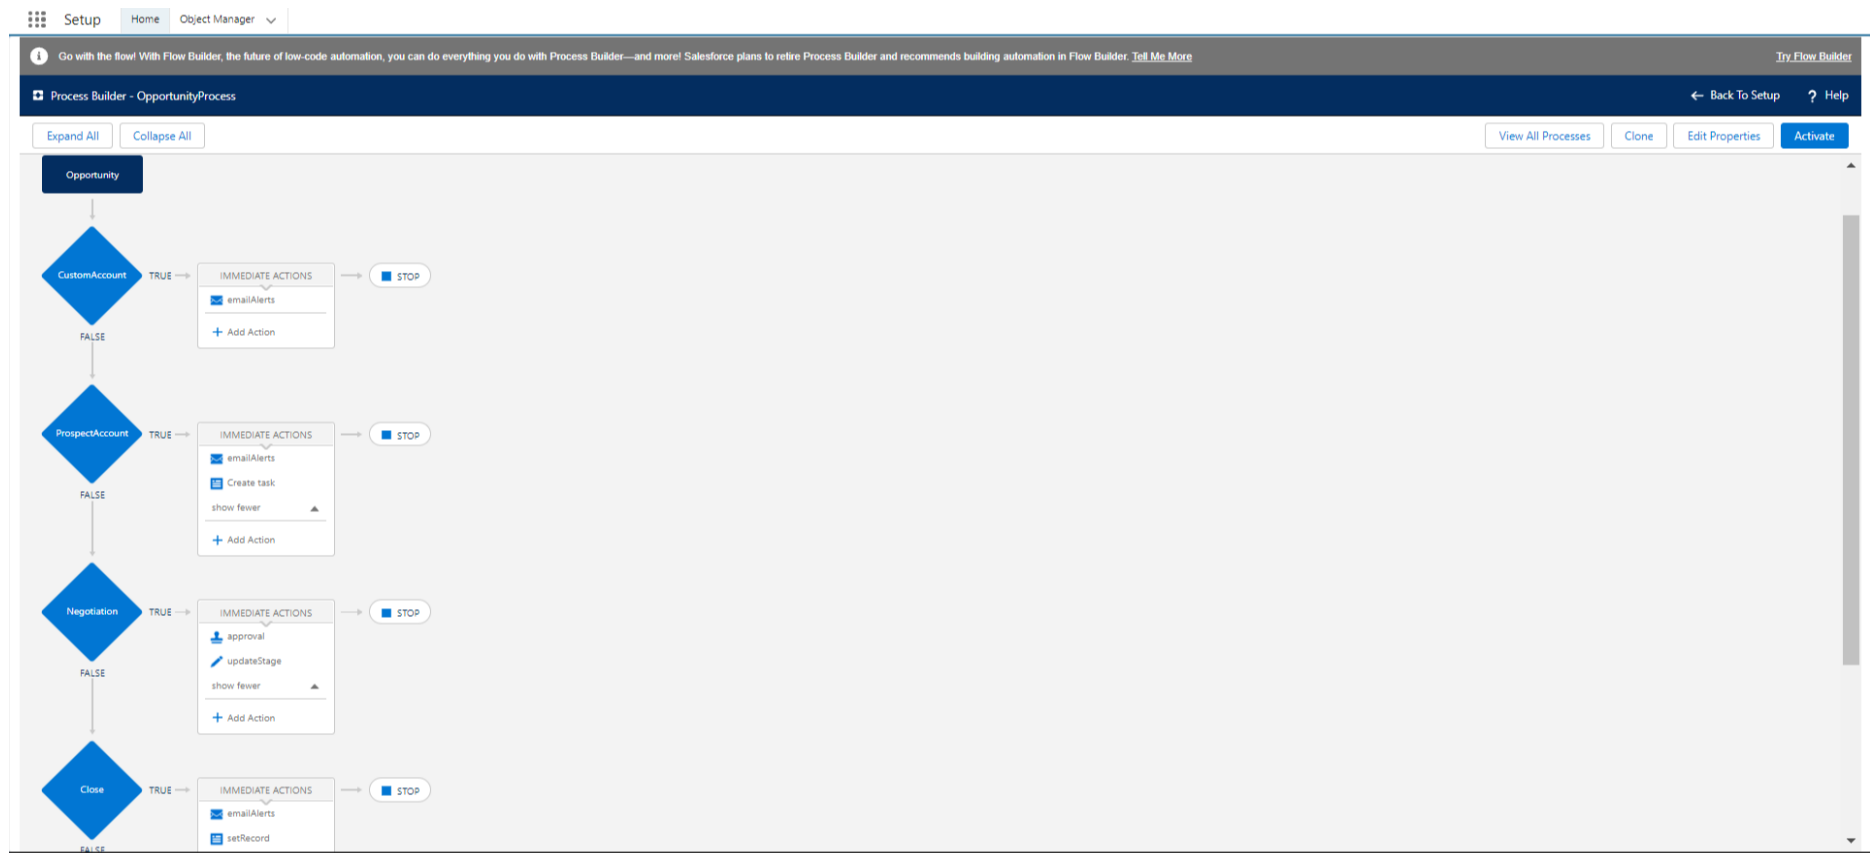 Setup Home Object Manager
Go with the flow! With Flow Builder, the future of low-code automation, you can do everything you do with Process Builder—and more! Salesforce plans to retire Process Builder and recommends building automation in Flow Builder. Tell Me More Try Flow Builder
Process Builder - OpportunityProcess Back To Setup ? Help
Expand All Collapse All View All Processes Clone Edit Properties Activate
Opportunity
CustomAccount TRUE IMMEDIATE ACTIONS STOP
emailAlerts
+ Add Action
FALSE
ProspectAccount TRUE IMMEDIATE ACTIONS STOP
emailAlerts
Create task
FALSE
show fewer
+ Add Action
Negotiation TRUE IMMEDIATE ACTIONS STOP
approval
updateStage
FALSE
show fewer
+ Add Action
Close TRUE IMMEDIATE ACTIONS STOP
emailAlerts
setRecord
FALSE